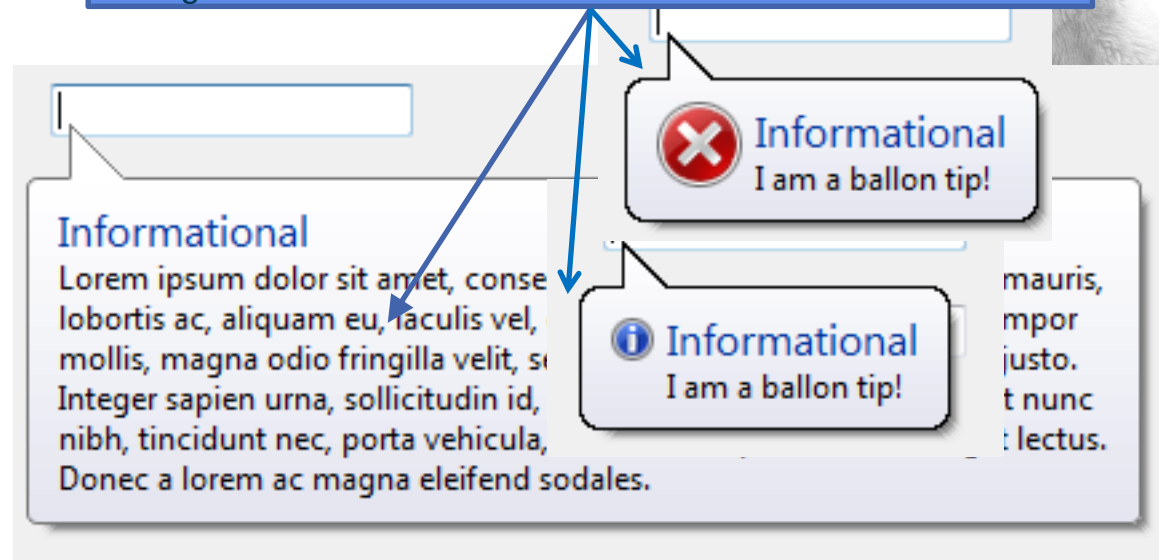 Informational
I am a ballon tip!
Informational
Lorem ipsum dolor sit amet, conse mauris,
lobortis ac, aliquam eu, iaculis vel, mpor
mollis, magna odio fringilla velit, justo.
Integer sapien urna, sollicitudin id, t nunc
nibh, tincidunt nec, porta vehicula, lectus.
Donec a lorem ac magna eleifend sodales.
Informational
I am a ballon tip!